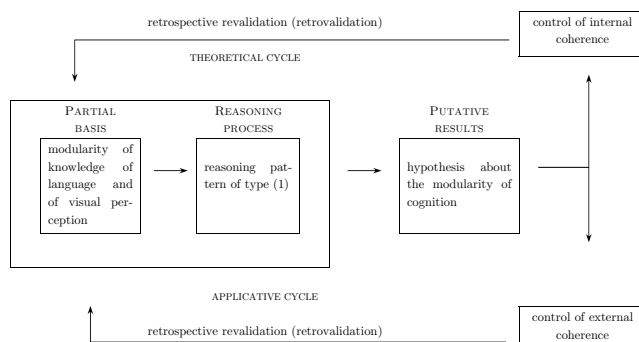 retrospective revalidation (retrovalidation)
control of internal
coherence
THEORETICAL CYCLE
PARTIAL
BASIS
REASONING
PROCESS
PUTATIVE
RESULTS
modularity of
knowledge of
language and
of visual per-
ception
reasoning pat-
tern of type (1)
hypothesis about
the modularity of
cognition
APPLICATIVE CYCLE
retrospective revalidation (retrovalidation)
control of external
coherence